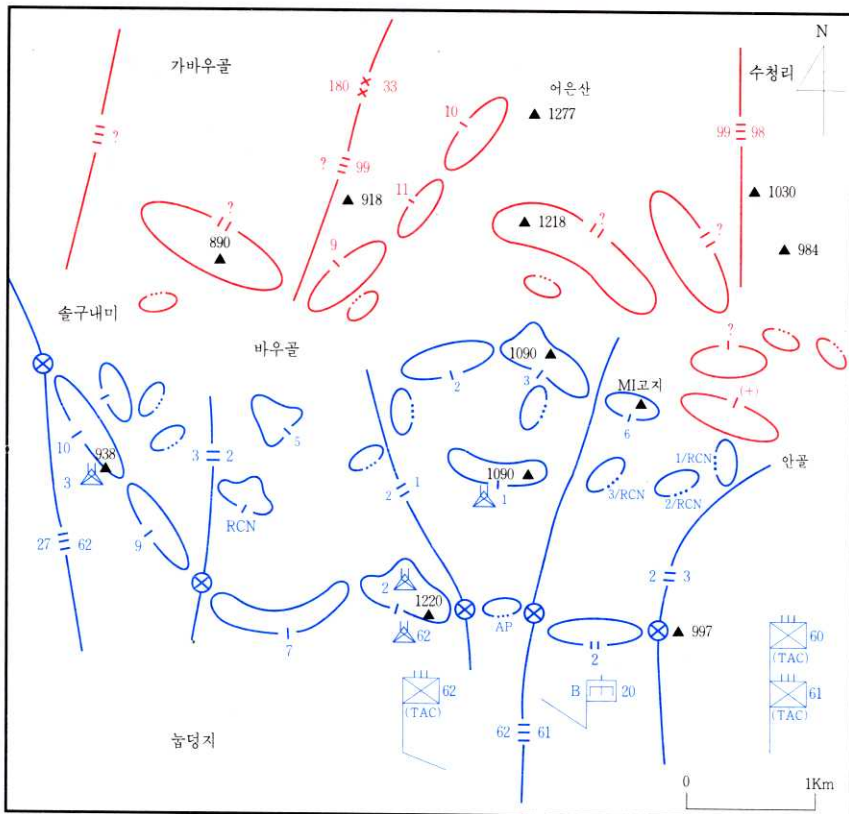 N
가바우골
수청리
180 33
어은산
10
▲ 1277
?
99 98
? 99
11
▲ 918
▲ 1030
?
▲ 1218
?
890
9
?
▲ 984
솔구내미
바우골
1090
?
2
3
MI고지
(+)
6
5
10
938
3 2
1/RCN
1090
안골
3
2 1
1
3/RCN
2/RCN
RCN
27 62
9
2 3
2
1220
AP
7
62
2
▲ 997
60
(TAC)
62
B 20
61
(TAC)
(TAC)
62 61
눕덩지
0 1Km